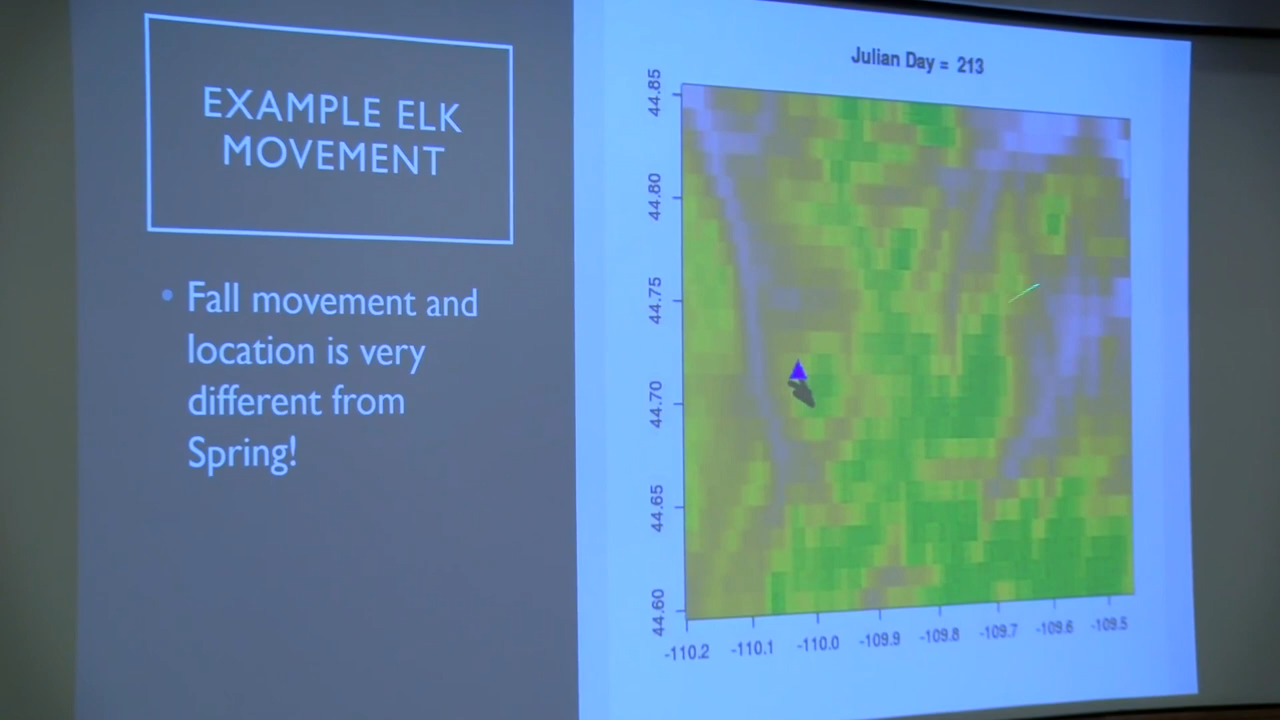 EXAMPLE ELK
MOVEMENT
• Fall movement and
location is very
different from
Spring!
Julian Day = 213
44.85
44.80
44.75
44.70
44.65
44.60
-110.2 -110.1 -110.0 -109.9 -109.8 -109.7 -109.6 -109.5